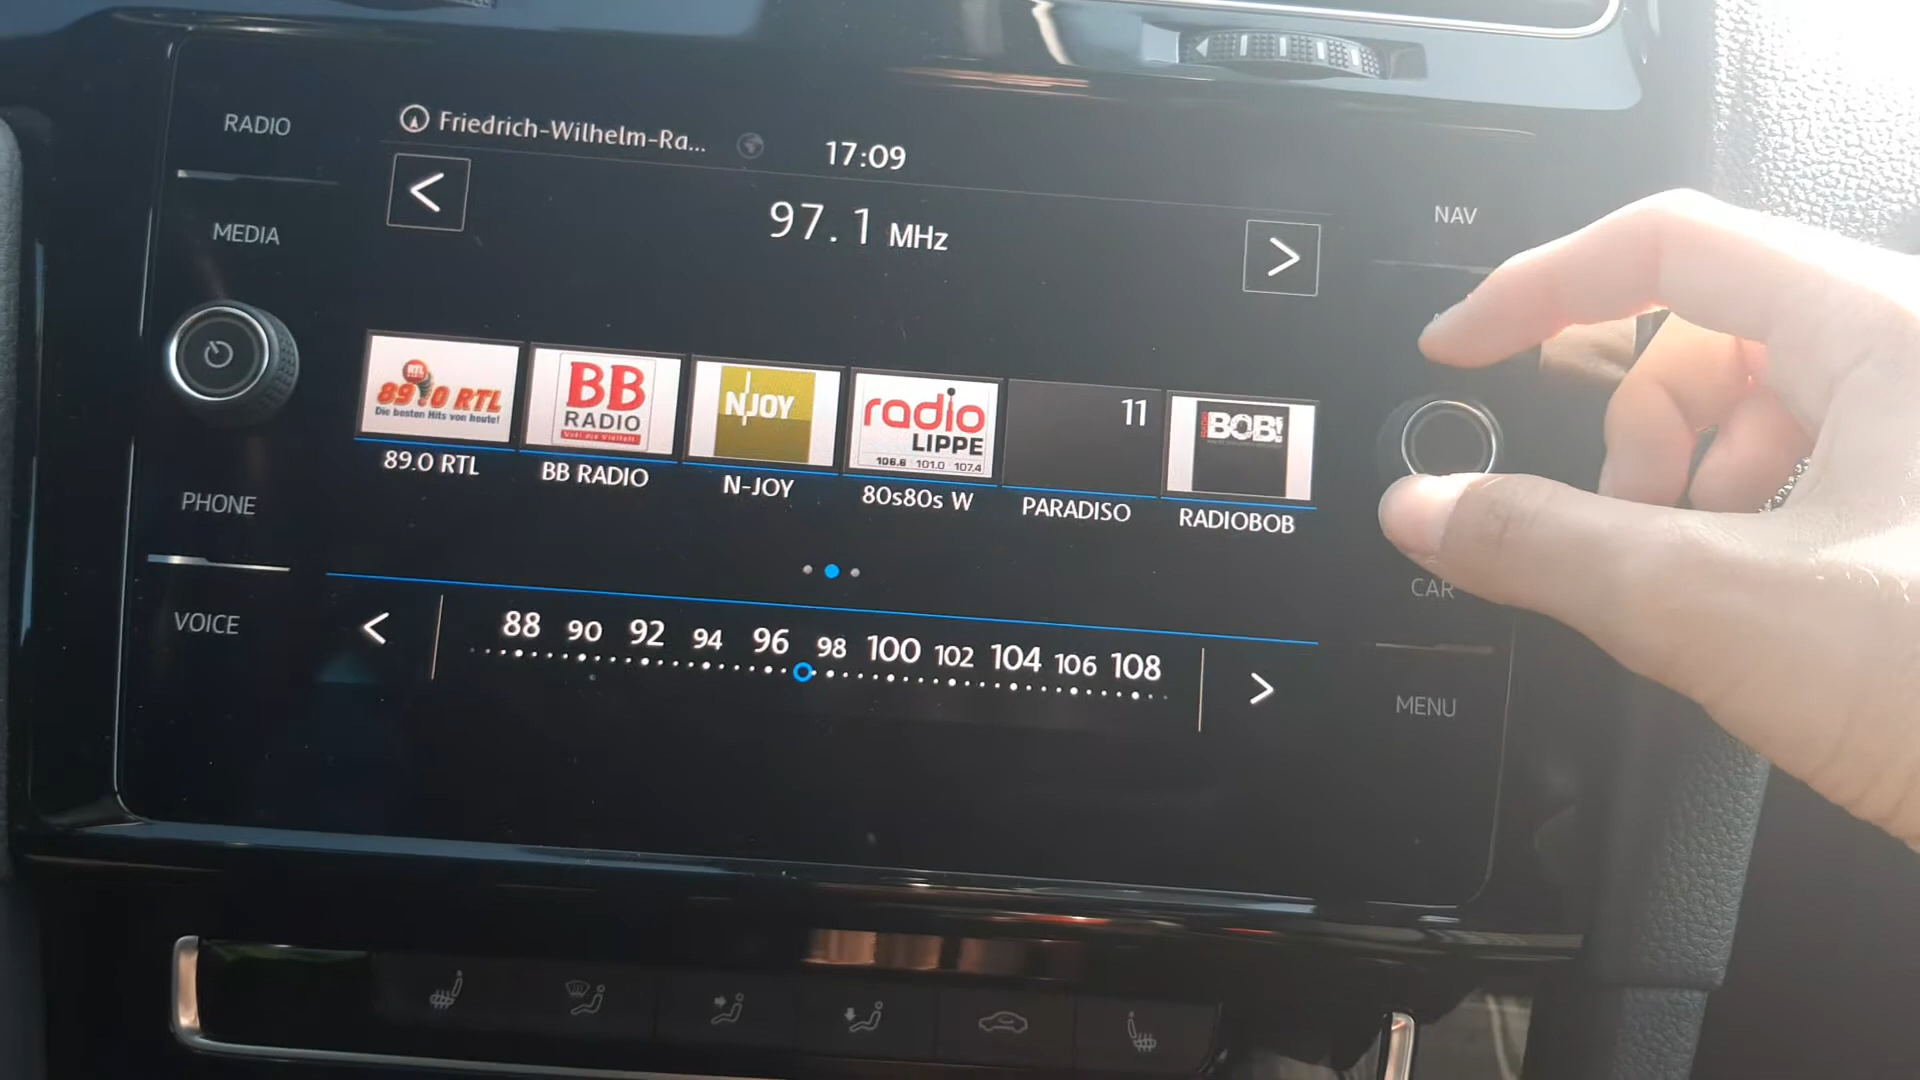 RADIO
MEDIA
PHONE
VOICE
Friedrich-Wilhelm-Ra...
17:09
97.1 MHz
RTL
89.0 RTL
Die besten Hits von heute!
BB
RADIO
N-JOY
radio
LIPPE
106.6 101.0 107.4
11
BOB!
89.0 RTL
BB RADIO
N-JOY
80s80s W
PARADISO
RADIOBOB
88 90 92 94 96 98 100 102 104 106 108
NAV
CAR
MENU